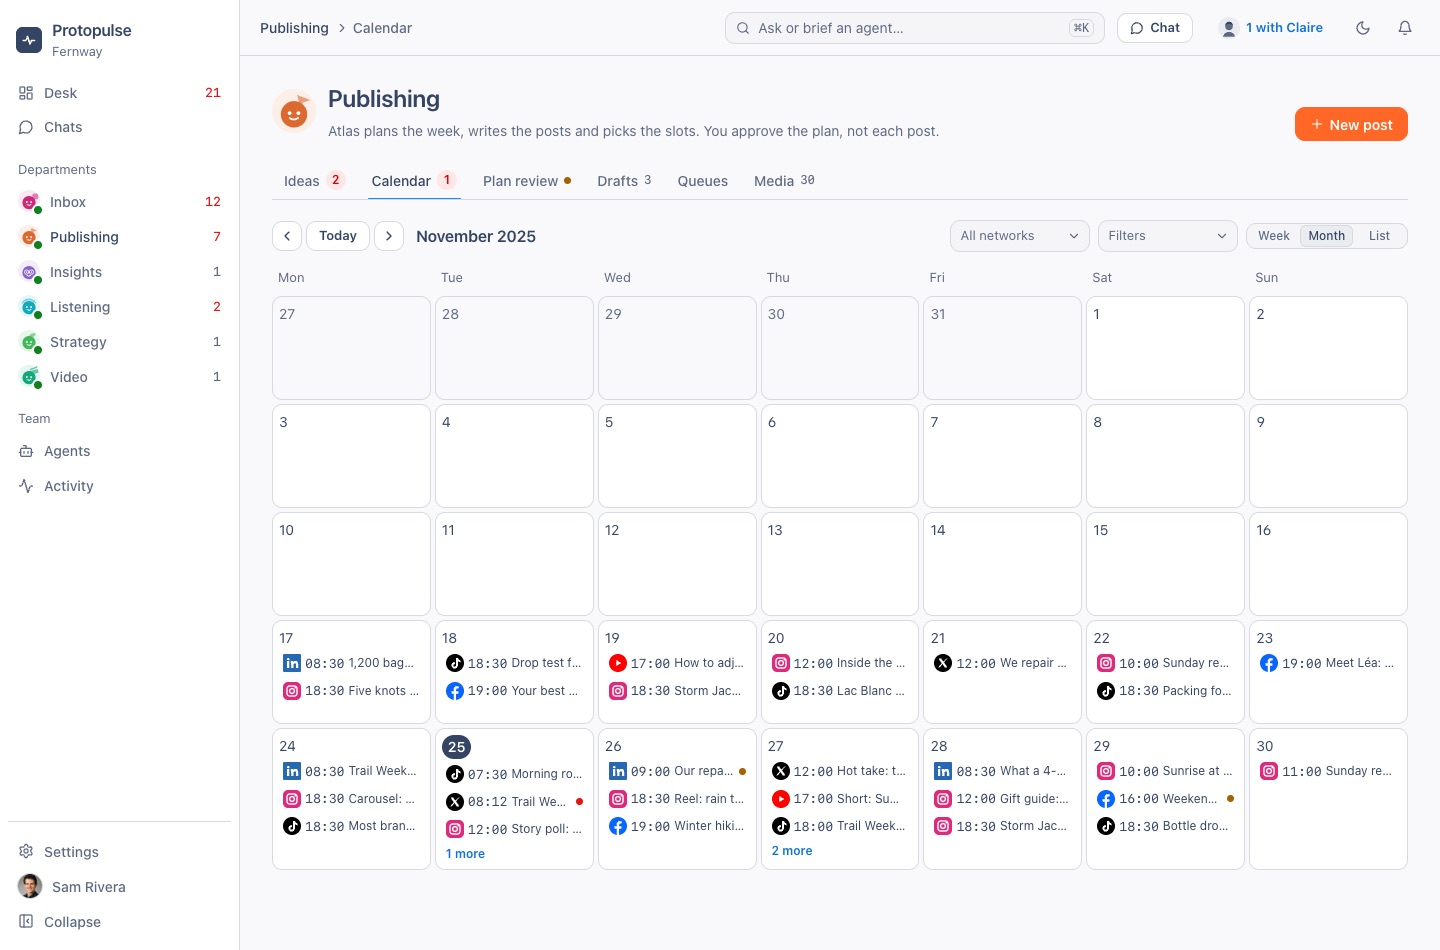 Protopulse
Fernway
Desk 21
Chats
Departments
Inbox 12
Publishing 7
Insights 1
Listening 2
Strategy 1
Video 1
Team
Agents
Activity
Settings
Sam Rivera
Collapse
Publishing > Calendar
Ask or brief an agent... ⌘K
Chat
1 with Claire
Publishing
Atlas plans the week, writes the posts and picks the slots. You approve the plan, not each post.
+ New post
Ideas 2 Calendar 1 Plan review Drafts 3 Queues Media 30
Today November 2025
All networks Filters Week Month List
Mon Tue Wed Thu Fri Sat Sun
27 28 29 30 31 1 2
3 4 5 6 7 8 9
10 11 12 13 14 15 16
17
08:30 1,200 bag...
18:30 Five knots ...
18
18:30 Drop test f...
19:00 Your best ...
19
17:00 How to adj...
18:30 Storm Jac...
20
12:00 Inside the ...
18:30 Lac Blanc ...
21
12:00 We repair ...
22
10:00 Sunday re...
18:30 Packing fo...
23
19:00 Meet Léa: ...
24
08:30 Trail Week...
18:30 Carousel: ...
18:30 Most bran...
25
07:30 Morning ro...
08:12 Trail We...
12:00 Story poll: ...
1 more
26
09:00 Our repa...
18:30 Reel: rain t...
19:00 Winter hiki...
27
12:00 Hot take: t...
17:00 Short: Su...
18:00 Trail Week...
2 more
28
08:30 What a 4-...
12:00 Gift guide:...
18:30 Storm Jac...
29
10:00 Sunrise at ...
16:00 Weeken...
18:30 Bottle dro...
30
11:00 Sunday re...